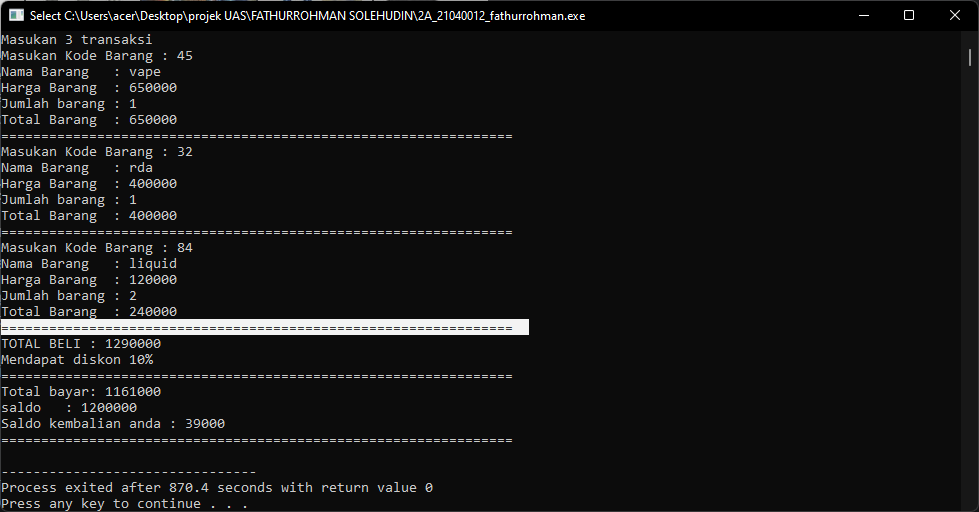 Select C:\Users\acer\Desktop\projek UAS\FATHURROHMAN SOLEHUDIN\2A_21040012_fathurrohman.exe
Masukan 3 transaksi
Masukan Kode Barang : 45
Nama Barang   : vape
Harga Barang  : 650000
Jumlah barang : 1
Total Barang  : 650000
================================================================
Masukan Kode Barang : 32
Nama Barang   : rda
Harga Barang  : 400000
Jumlah barang : 1
Total Barang  : 400000
================================================================
Masukan Kode Barang : 84
Nama Barang   : liquid
Harga Barang  : 120000
Jumlah barang : 2
Total Barang  : 240000
================================================================
TOTAL BELI : 1290000
Mendapat diskon 10%
================================================================
Total bayar: 1161000
saldo   : 1200000
Saldo kembalian anda : 39000
================================================================
--------------------------------
Process exited after 870.4 seconds with return value 0
Press any key to continue . . .